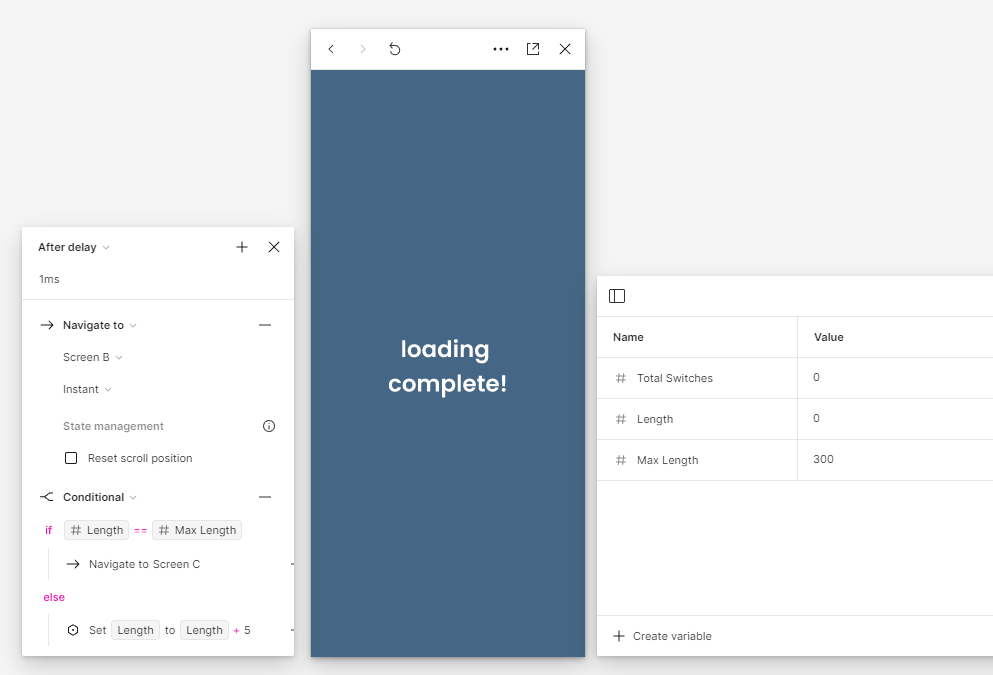 After delay
1ms
Navigate to
Screen B
Instant
State management
Reset scroll position
Conditional
if # Length == # Max Length
Navigate to Screen C
else
Set Length to Length + 5
loading
complete!
Name Value
# Total Switches 0
# Length 0
# Max Length 300
Create variable